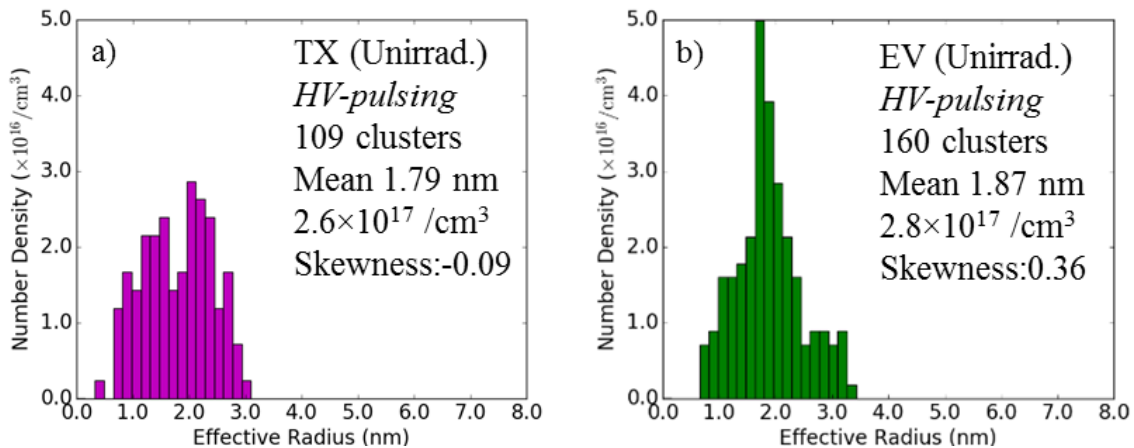 a)
TX (Unirrad.)
HV-pulsing
109 clusters
Mean 1.79 nm
2.6×10¹⁷ /cm³
Skewness:-0.09
Number Density (×10¹⁶/cm³)
5.0
4.0
3.0
2.0
1.0
0.0
0.0 1.0 2.0 3.0 4.0 5.0 6.0 7.0 8.0
Effective Radius (nm)
b)
EV (Unirrad.)
HV-pulsing
160 clusters
Mean 1.87 nm
2.8×10¹⁷ /cm³
Skewness:0.36
Number Density (×10¹⁶/cm³)
5.0
4.0
3.0
2.0
1.0
0.0
0.0 1.0 2.0 3.0 4.0 5.0 6.0 7.0 8.0
Effective Radius (nm)